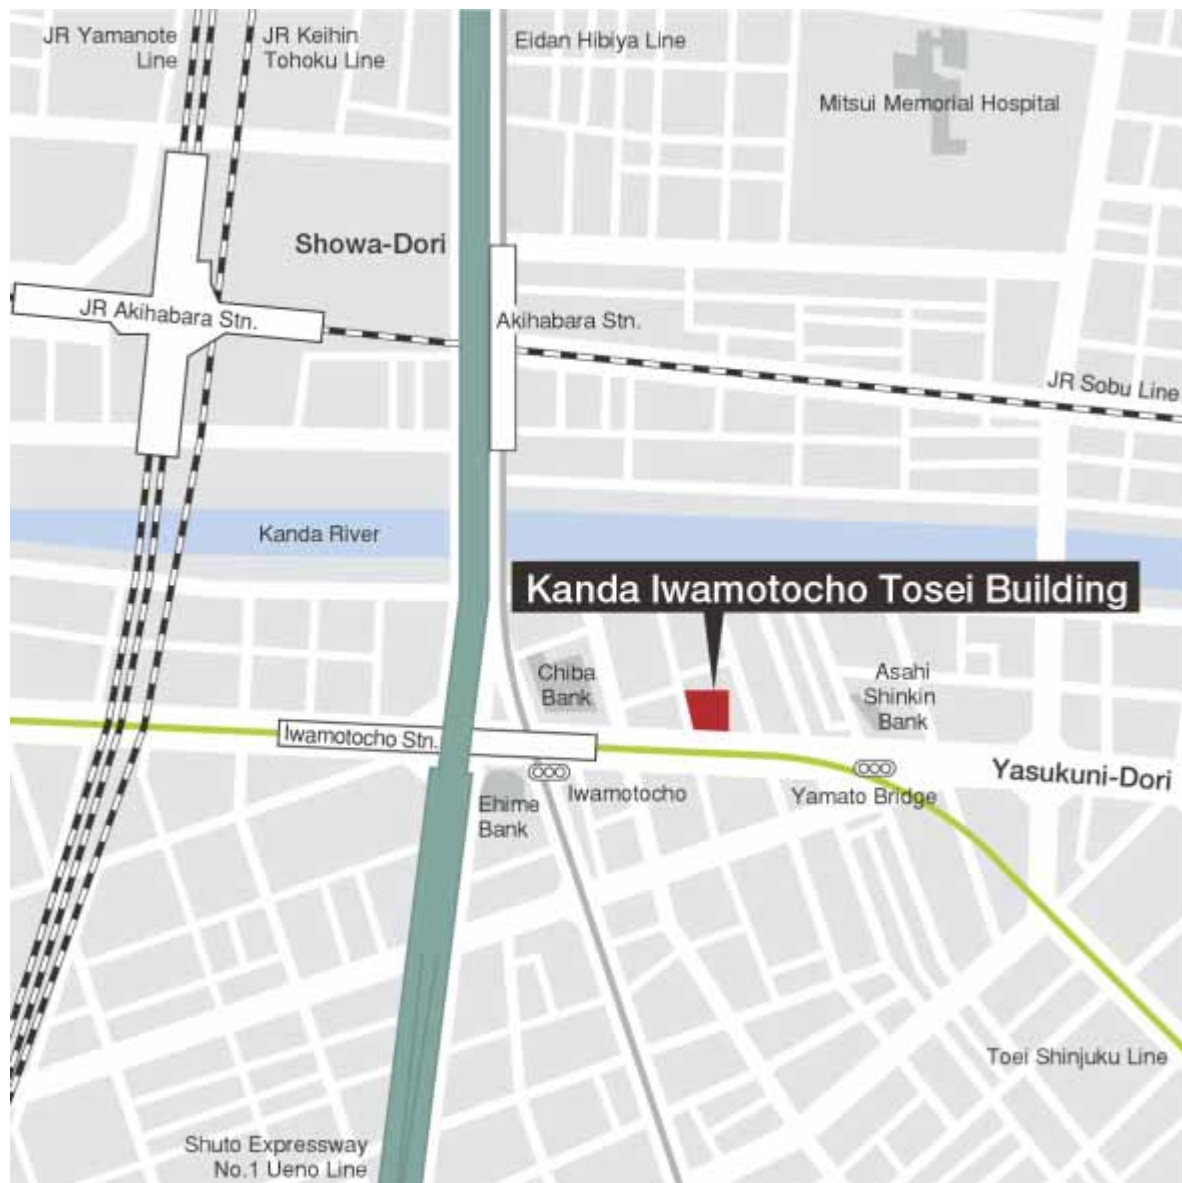 JR Yamanote
Line
JR Keihin
Tohoku Line
Eidan Hibiya Line
Mitsui Memorial Hospital
Showa-Dori
JR Akihabara Stn.
Akihabara Stn.
JR Sobu Line
Kanda River
Kanda Iwamotocho Tosei Building
Chiba
Bank
Asahi
Shinkin
Bank
Iwamotocho Stn.
Yasukuni-Dori
Ehime
Bank
Iwamotocho
Yamato Bridge
Toei Shinjuku Line
Shuto Expressway
No.1 Ueno Line